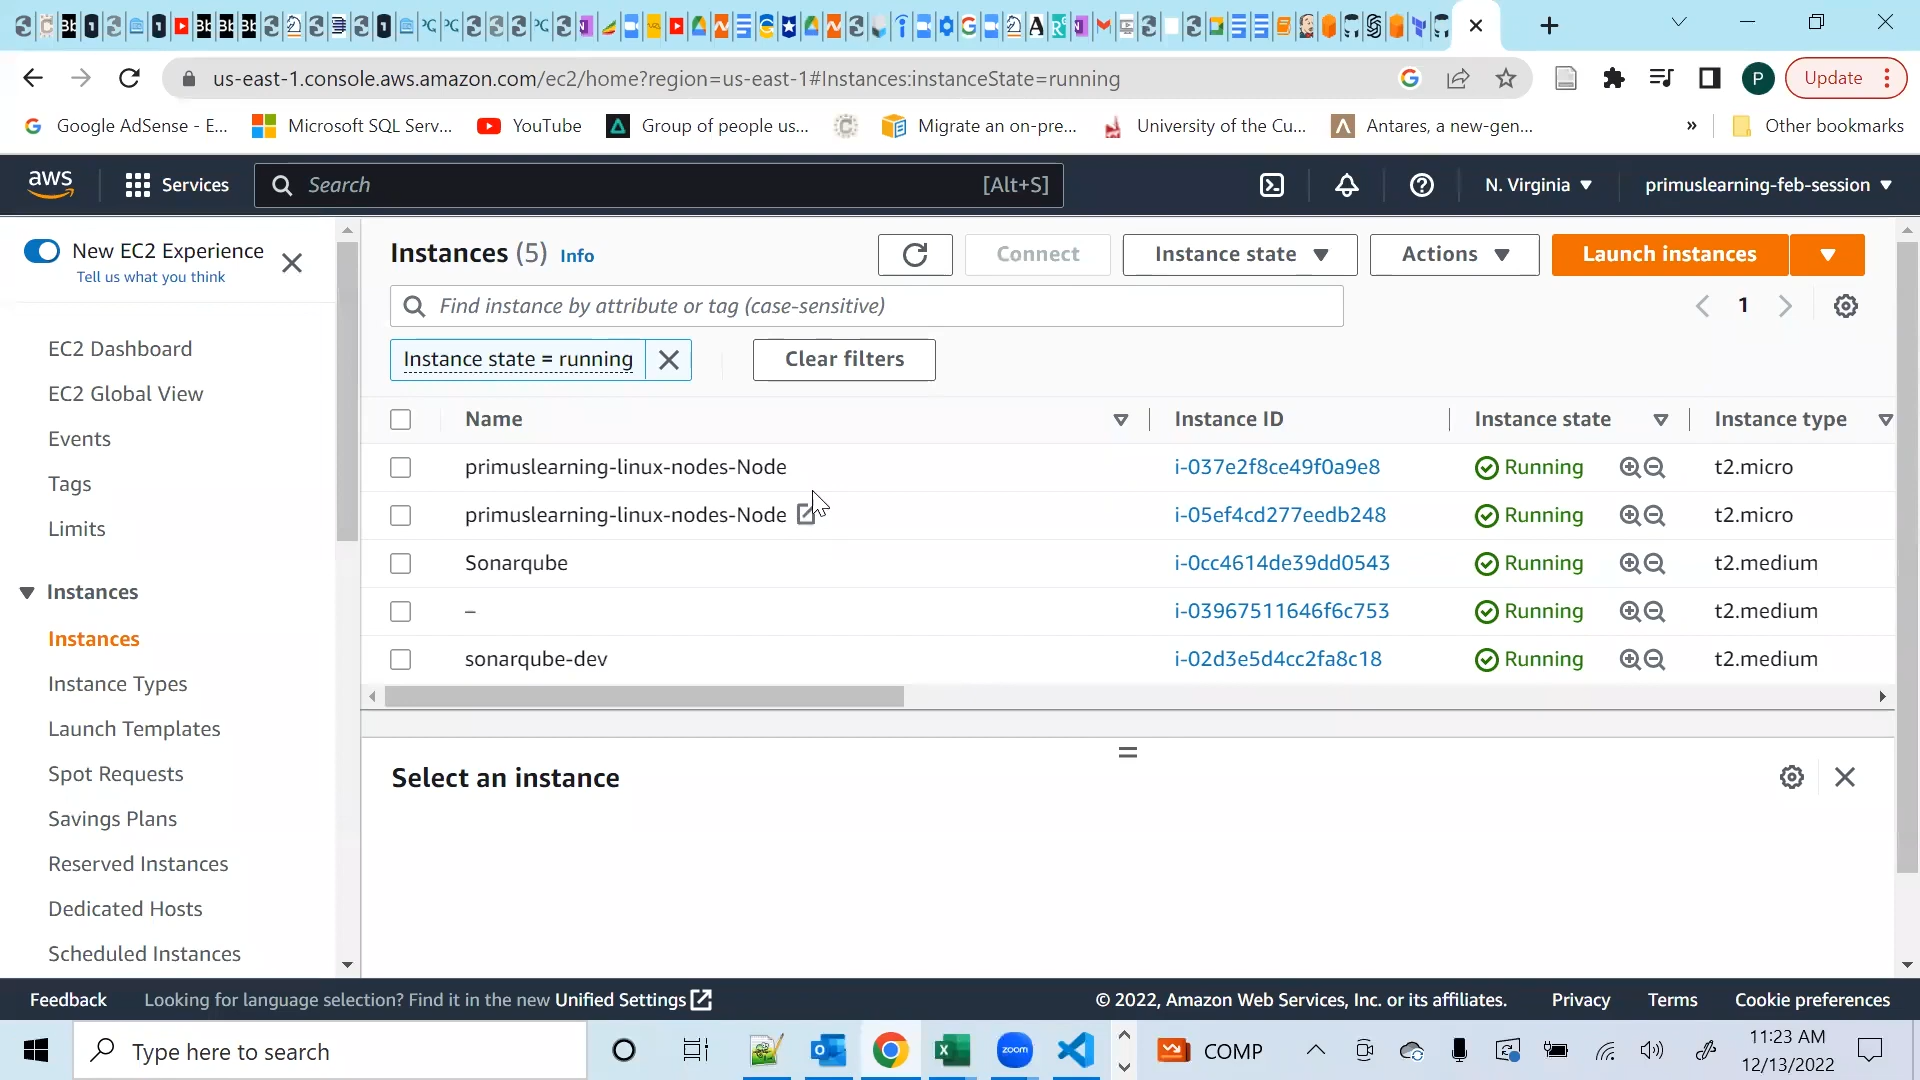 us-east-1.console.aws.amazon.com/ec2/home?region=us-east-1#Instances:instanceState=running
P
Update
Google AdSense - E...
Microsoft SQL Serv...
YouTube
Group of people us...
Migrate an on-pre...
University of the Cu...
Antares, a new-gen...
»
Other bookmarks
aws
Services
Search
[Alt+S]
N. Virginia
primuslearning-feb-session
New EC2 Experience
Tell us what you think
EC2 Dashboard
EC2 Global View
Events
Tags
Limits
Instances
Instances
Instance Types
Launch Templates
Spot Requests
Savings Plans
Reserved Instances
Dedicated Hosts
Scheduled Instances
Instances (5) Info
Connect
Instance state
Actions
Launch instances
Find instance by attribute or tag (case-sensitive)
1
Instance state = running
Clear filters
Name Instance ID Instance state Instance type
primuslearning-linux-nodes-Node i-037e2f8ce49f0a9e8 Running t2.micro
primuslearning-linux-nodes-Node i-05ef4cd277eedb248 Running t2.micro
Sonarqube i-0cc4614de39dd0543 Running t2.medium
– i-03967511646f6c753 Running t2.medium
sonarqube-dev i-02d3e5d4cc2fa8c18 Running t2.medium
Select an instance
Feedback
Looking for language selection? Find it in the new Unified Settings
© 2022, Amazon Web Services, Inc. or its affiliates.
Privacy
Terms
Cookie preferences
Type here to search
zoom
COMP
11:23 AM
12/13/2022